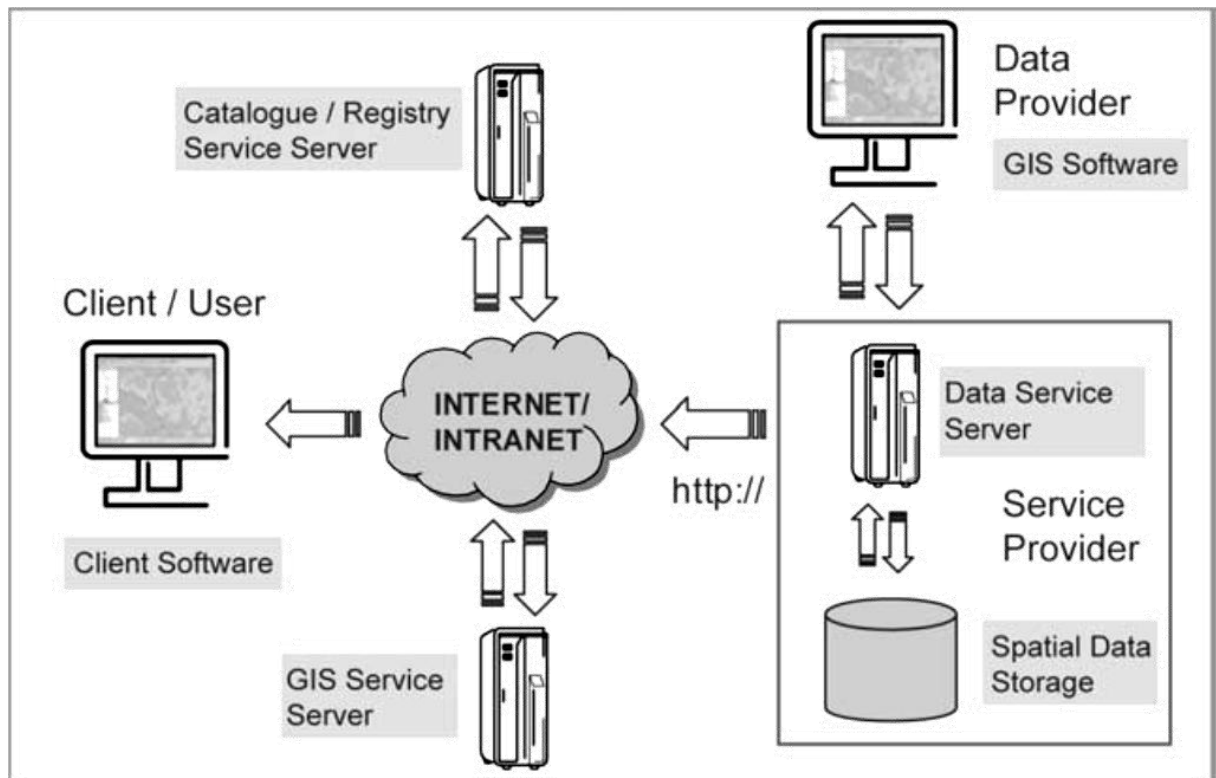 Data
Provider
GIS Software
Catalogue / Registry
Service Server
Client / User
Client Software
INTERNET/
INTRANET
http://
Data Service
Server
Service
Provider
Spatial Data
Storage
GIS Service
Server